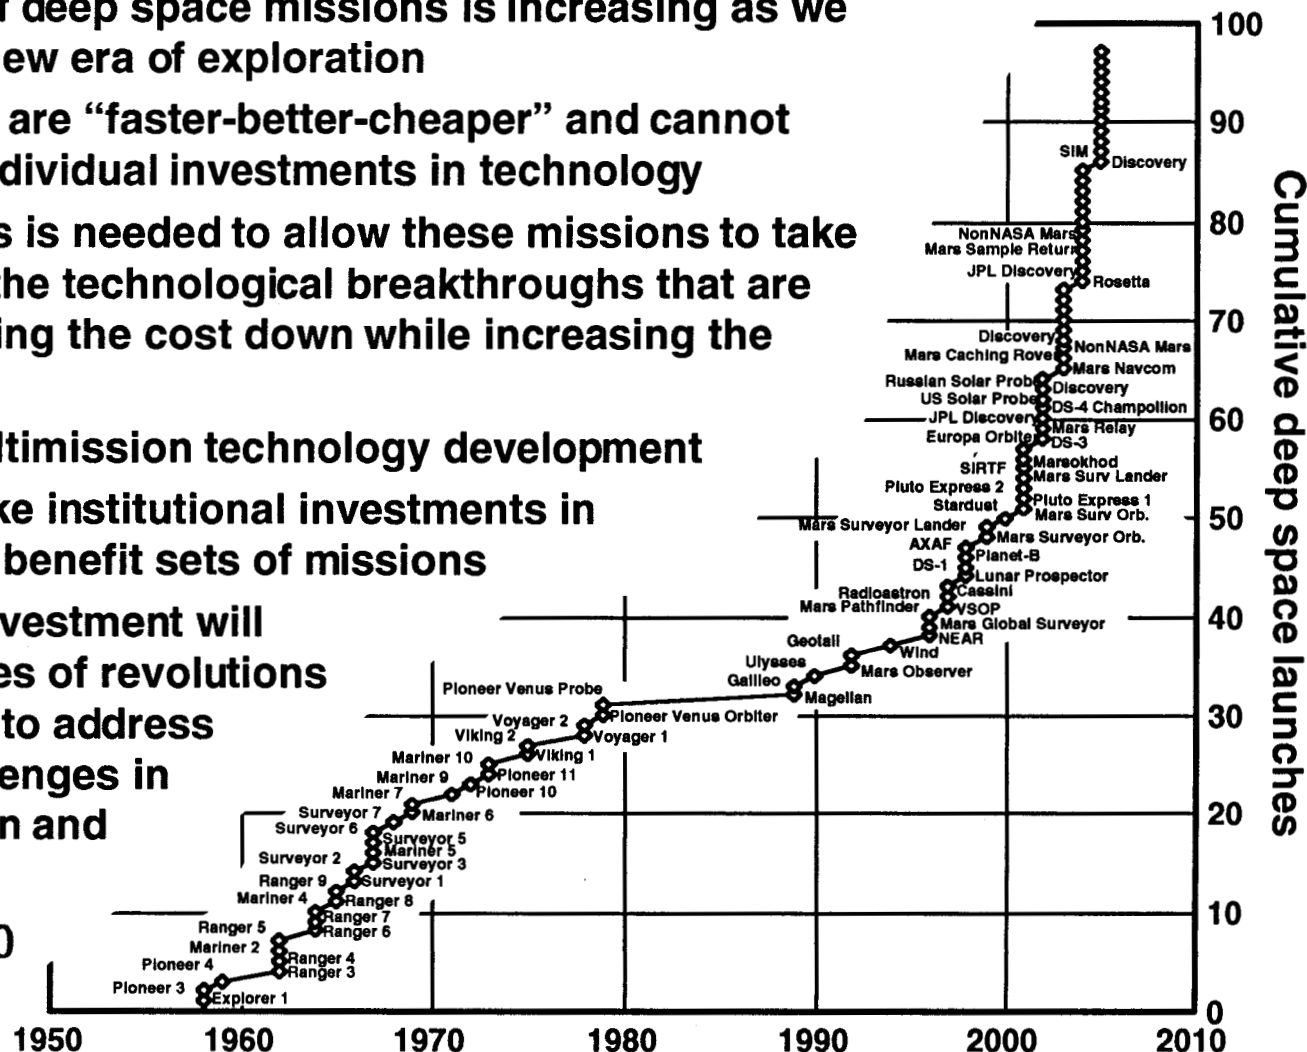 f deep space missions is increasing as we
ew era of exploration
are “faster-better-cheaper” and cannot
dividual investments in technology
s is needed to allow these missions to take
the technological breakthroughs that are
ing the cost down while increasing the
ltimission technology development
ke institutional investments in
benefit sets of missions
vestment will
es of revolutions
to address
enges in
n and
0
100
90
SIM
Discovery
80
NonNASA Mars
Mars Sample Return
JPL Discovery
Rosetta
70
Discovery
NonNASA Mars
Mars Caching Rover
Mars Navcom
Russian Solar Probe
Discovery
US Solar Probe
DS-4 Champollion
JPL Discovery
60
Mars Relay
Europa Orbiter
DS-3
SIRTF
Marsokhod
Mars Surv Lander
Pluto Express 2
Pluto Express 1
Stardust
Mars Surv Orb.
50
Mars Surveyor Lander
Mars Surveyor Orb.
AXAF
Planet-B
DS-1
Lunar Prospector
Radioastron
Cassini
Mars Pathfinder
VSOP
40
Mars Global Surveyor
NEAR
Geotail
Wind
Ulysses
Mars Observer
Galileo
Magellan
Pioneer Venus Probe
Pioneer Venus Orbiter
30
Voyager 2
Voyager 1
Viking 2
Viking 1
Mariner 10
Pioneer 11
Mariner 9
Pioneer 10
Mariner 7
Mariner 6
20
Surveyor 7
Surveyor 6
Surveyor 5
Mariner 5
Surveyor 2
Surveyor 3
Ranger 9
Surveyor 1
Mariner 4
Ranger 8
10
Ranger 7
Ranger 5
Ranger 6
Mariner 2
Ranger 4
Pioneer 4
Ranger 3
Pioneer 3
Explorer 1
0
1950 1960 1970 1980 1990 2000 2010
Cumulative deep space launches